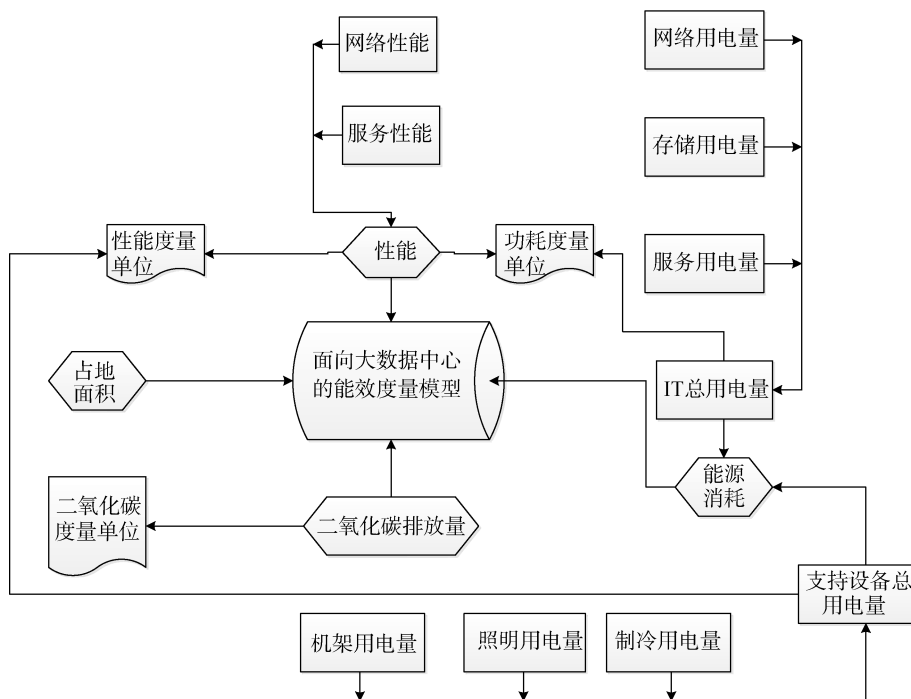 网络性能
网络用电量
服务性能
存储用电量
性能度量
单位
性能
功耗度量
单位
服务用电量
占地
面积
面向大数据中心
的能效度量模型
IT总用电量
能源
消耗
二氧化碳
度量单位
二氧化碳排放量
支持设备总
用电量
机架用电量
照明用电量
制冷用电量